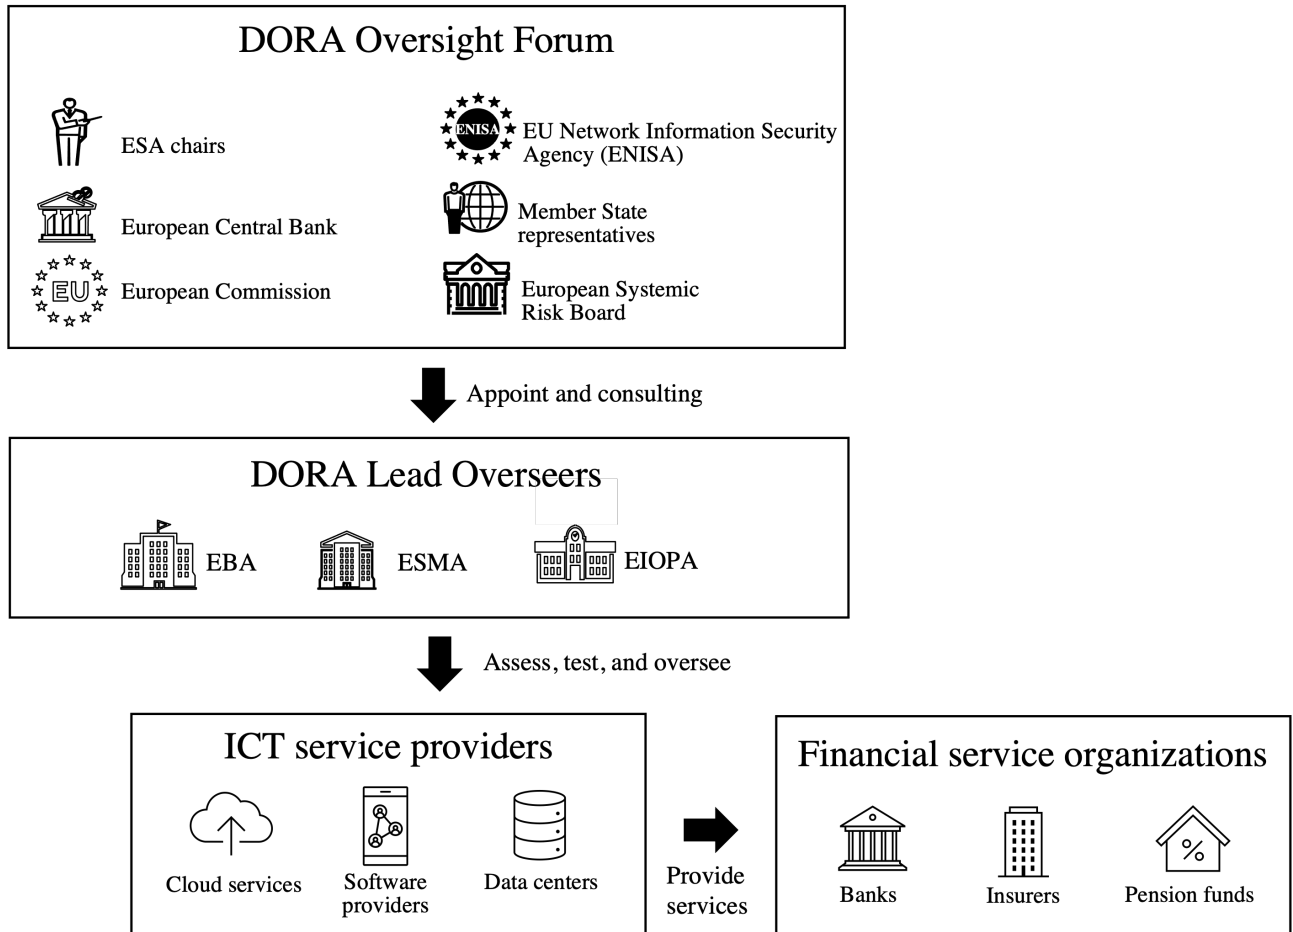 DORA Oversight Forum
ESA chairs
ENISA
EU Network Information Security
Agency (ENISA)
European Central Bank
Member State
representatives
EU
European Commission
European Systemic
Risk Board
Appoint and consulting
DORA Lead Overseers
EBA
ESMA
EIOPA
Assess, test, and oversee
ICT service providers
Cloud services
Software
providers
Data centers
Provide
services
Financial service organizations
Banks
Insurers
Pension funds
%